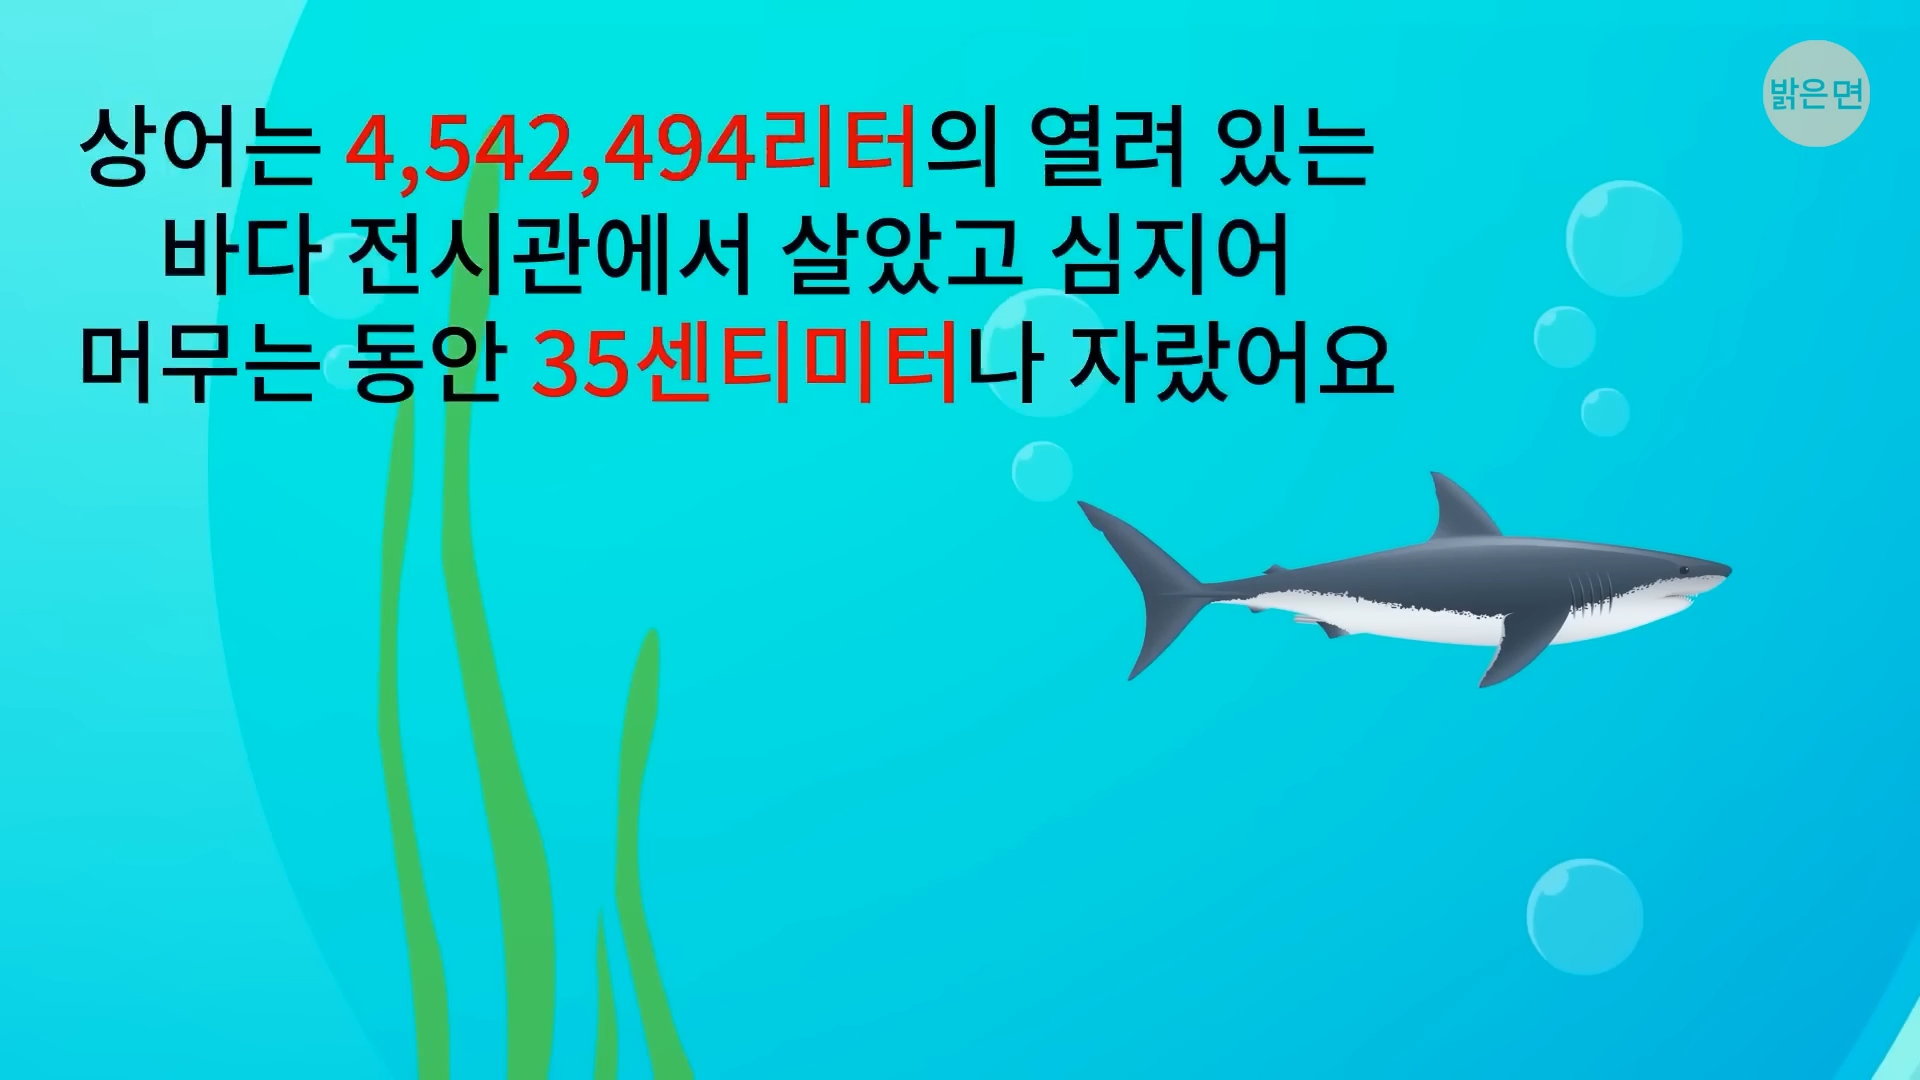 상어는 4,542,494리터의 열려 있는
바다 전시관에서 살았고 심지어
머무는 동안 35센티미터나 자랐어요
밝은면